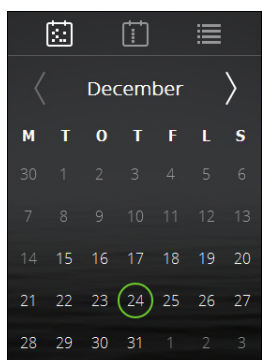 December
M T O T F L S
30 1 2 3 4 5 6
7 8 9 10 11 12 13
14 15 16 17 18 19 20
21 22 23 24 25 26 27
28 29 30 31 1 2 3